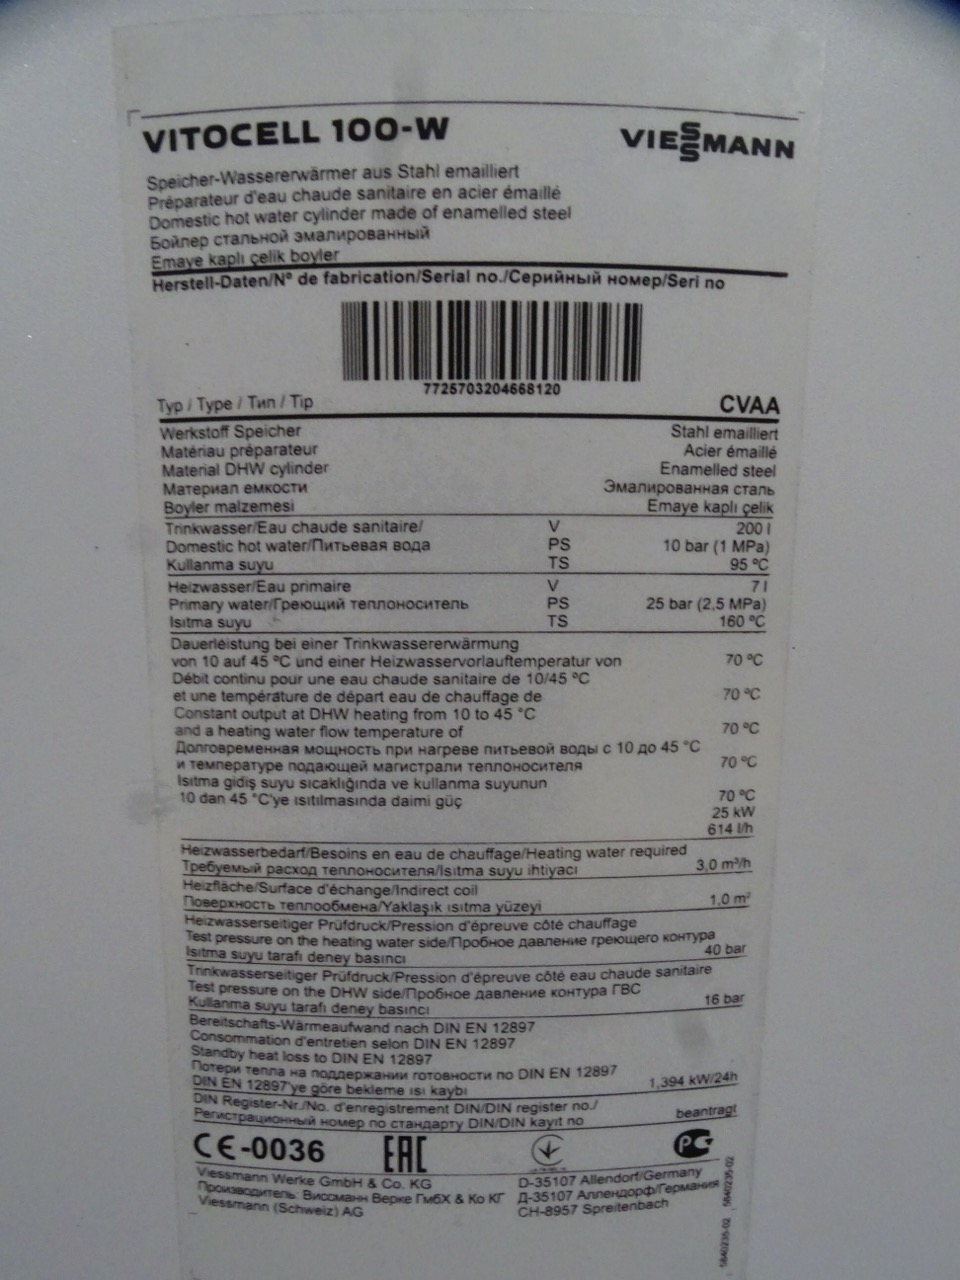 VITOCELL 100-W
VIESSMANN
Speicher-Wassererwärmer aus Stahl emailliert
Préparateur d'eau chaude sanitaire en acier émaillé
Domestic hot water cylinder made of enamelled steel
Бойлер стальной эмалированный
Emaye kaplı çelik boyler
Herstell-Daten/N° de fabrication/Serial no./Серийный номер/Seri no
7725703204668120
Typ / Type / Тип / Tip CVAA
Werkstoff Speicher Stahl emailliert
Matériau préparateur Acier émaillé
Material DHW cylinder Enamelled steel
Материал емкости Эмалированная сталь
Boyler malzemesi Emaye kaplı çelik
Trinkwasser/Eau chaude sanitaire/ V 200 l
Domestic hot water/Питьевая вода PS 10 bar (1 MPa)
Kullanma suyu TS 95 ºC
Heizwasser/Eau primaire V 7 l
Primary water/Греющий теплоноситель PS 25 bar (2,5 MPa)
Isıtma suyu TS 160 ºC
Dauerleistung bei einer Trinkwassererwärmung
von 10 auf 45 ºC und einer Heizwasservorlauftemperatur von 70 ºC
Débit continu pour une eau chaude sanitaire de 10/45 ºC
et une température de départ eau de chauffage de 70 ºC
Constant output at DHW heating from 10 to 45 °C
and a heating water flow temperature of 70 ºC
Долговременная мощность при нагреве питьевой воды с 10 до 45 °C
и температуре подающей магистрали теплоносителя 70 ºC
Isıtma gidiş suyu sıcaklığında ve kullanma suyunun
10 dan 45 °C'ye ısıtılmasında daimi güç 70 ºC
25 kW
614 l/h
Heizwasserbedarf/Besoins en eau de chauffage/Heating water required
Требуемый расход теплоносителя/Isıtma suyu ihtiyacı 3,0 m³/h
Heizfläche/Surface d'échange/Indirect coil
Поверхность теплообмена/Yaklaşık ısıtma yüzeyi 1,0 m²
Heizwasserseitiger Prüfdruck/Pression d'épreuve côté chauffage
Test pressure on the heating water side/Пробное давление греющего контура
Isıtma suyu tarafı deney basıncı 40 bar
Trinkwasserseitiger Prüfdruck/Pression d'épreuve côté eau chaude sanitaire
Test pressure on the DHW side/Пробное давление контура ГВС
Kullanma suyu tarafı deney basıncı 16 bar
Bereitschafts-Wärmeaufwand nach DIN EN 12897
Consommation d'entretien selon DIN EN 12897
Standby heat loss to DIN EN 12897
Потери тепла на поддержании готовности по DIN EN 12897
DIN EN 12897'ye göre bekleme ısı kaybı 1,394 kW/24h
DIN Register-Nr./No. d'enregistrement DIN/DIN register no./
Регистрационный номер по стандарту DIN/DIN kayıt no beantragt
CE-0036 EAC PC
Viessmann Werke GmbH & Co. KG D-35107 Allendorf/Germany
Производитель: Виссманн Верке ГмбХ & Ко КГ Д-35107 Аллендорф/Германия
Viessmann (Schweiz) AG CH-8957 Spreitenbach
5840235-02 5840235-02